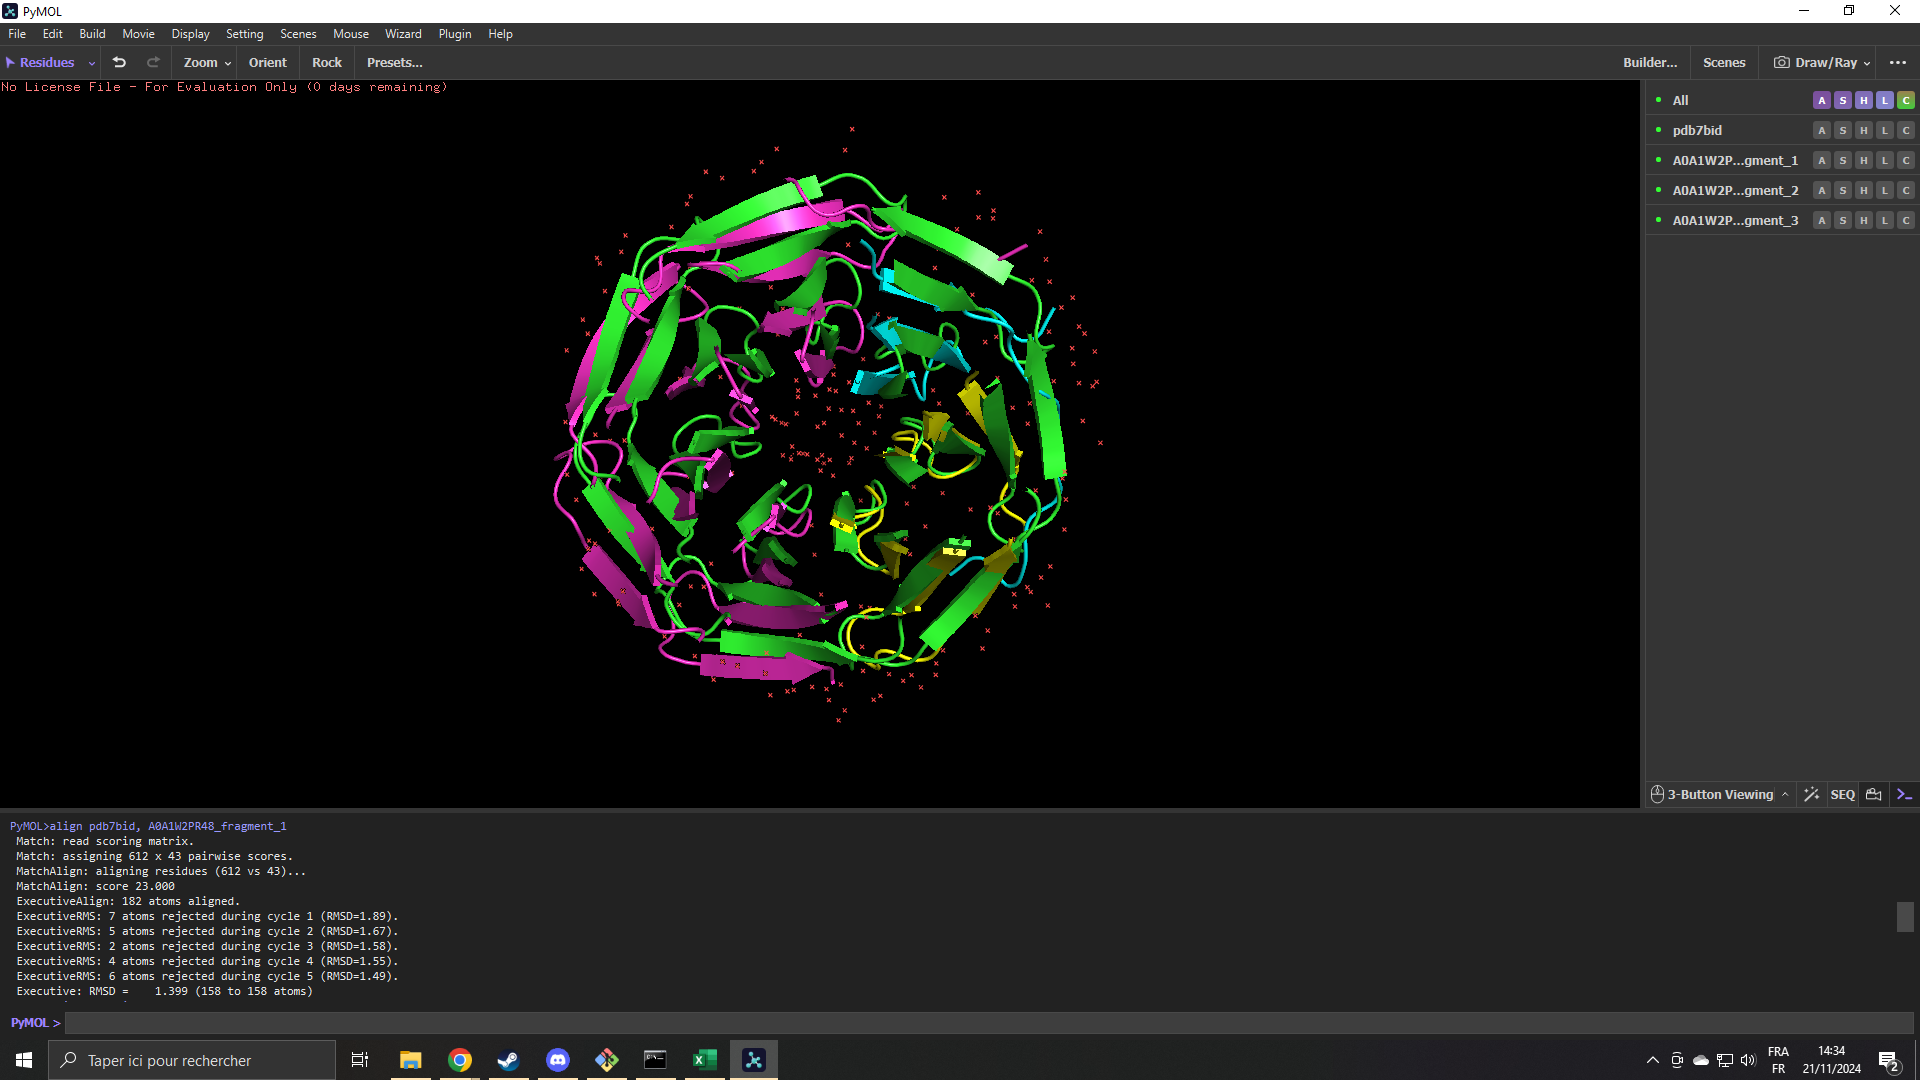 PyMOL
File Edit Build Movie Display Setting Scenes Mouse Wizard Plugin Help
Residues Zoom Orient Rock Presets... Builder... Scenes Draw/Ray
No License File - For Evaluation Only (0 days remaining)
All A S H L C
pdb7bid A S H L C
A0A1W2P...gment_1 A S H L C
A0A1W2P...gment_2 A S H L C
A0A1W2P...gment_3 A S H L C
3-Button Viewing SEQ
PyMOL>align pdb7bid, A0A1W2PR48_fragment_1
Match: read scoring matrix.
Match: assigning 612 x 43 pairwise scores.
MatchAlign: aligning residues (612 vs 43)...
MatchAlign: score 23.000
ExecutiveAlign: 182 atoms aligned.
ExecutiveRMS: 7 atoms rejected during cycle 1 (RMSD=1.89).
ExecutiveRMS: 5 atoms rejected during cycle 2 (RMSD=1.67).
ExecutiveRMS: 2 atoms rejected during cycle 3 (RMSD=1.58).
ExecutiveRMS: 4 atoms rejected during cycle 4 (RMSD=1.55).
ExecutiveRMS: 6 atoms rejected during cycle 5 (RMSD=1.49).
Executive: RMSD = 1.399 (158 to 158 atoms)
PyMOL >
Taper ici pour rechercher
FRA
FR
14:34
21/11/2024
2